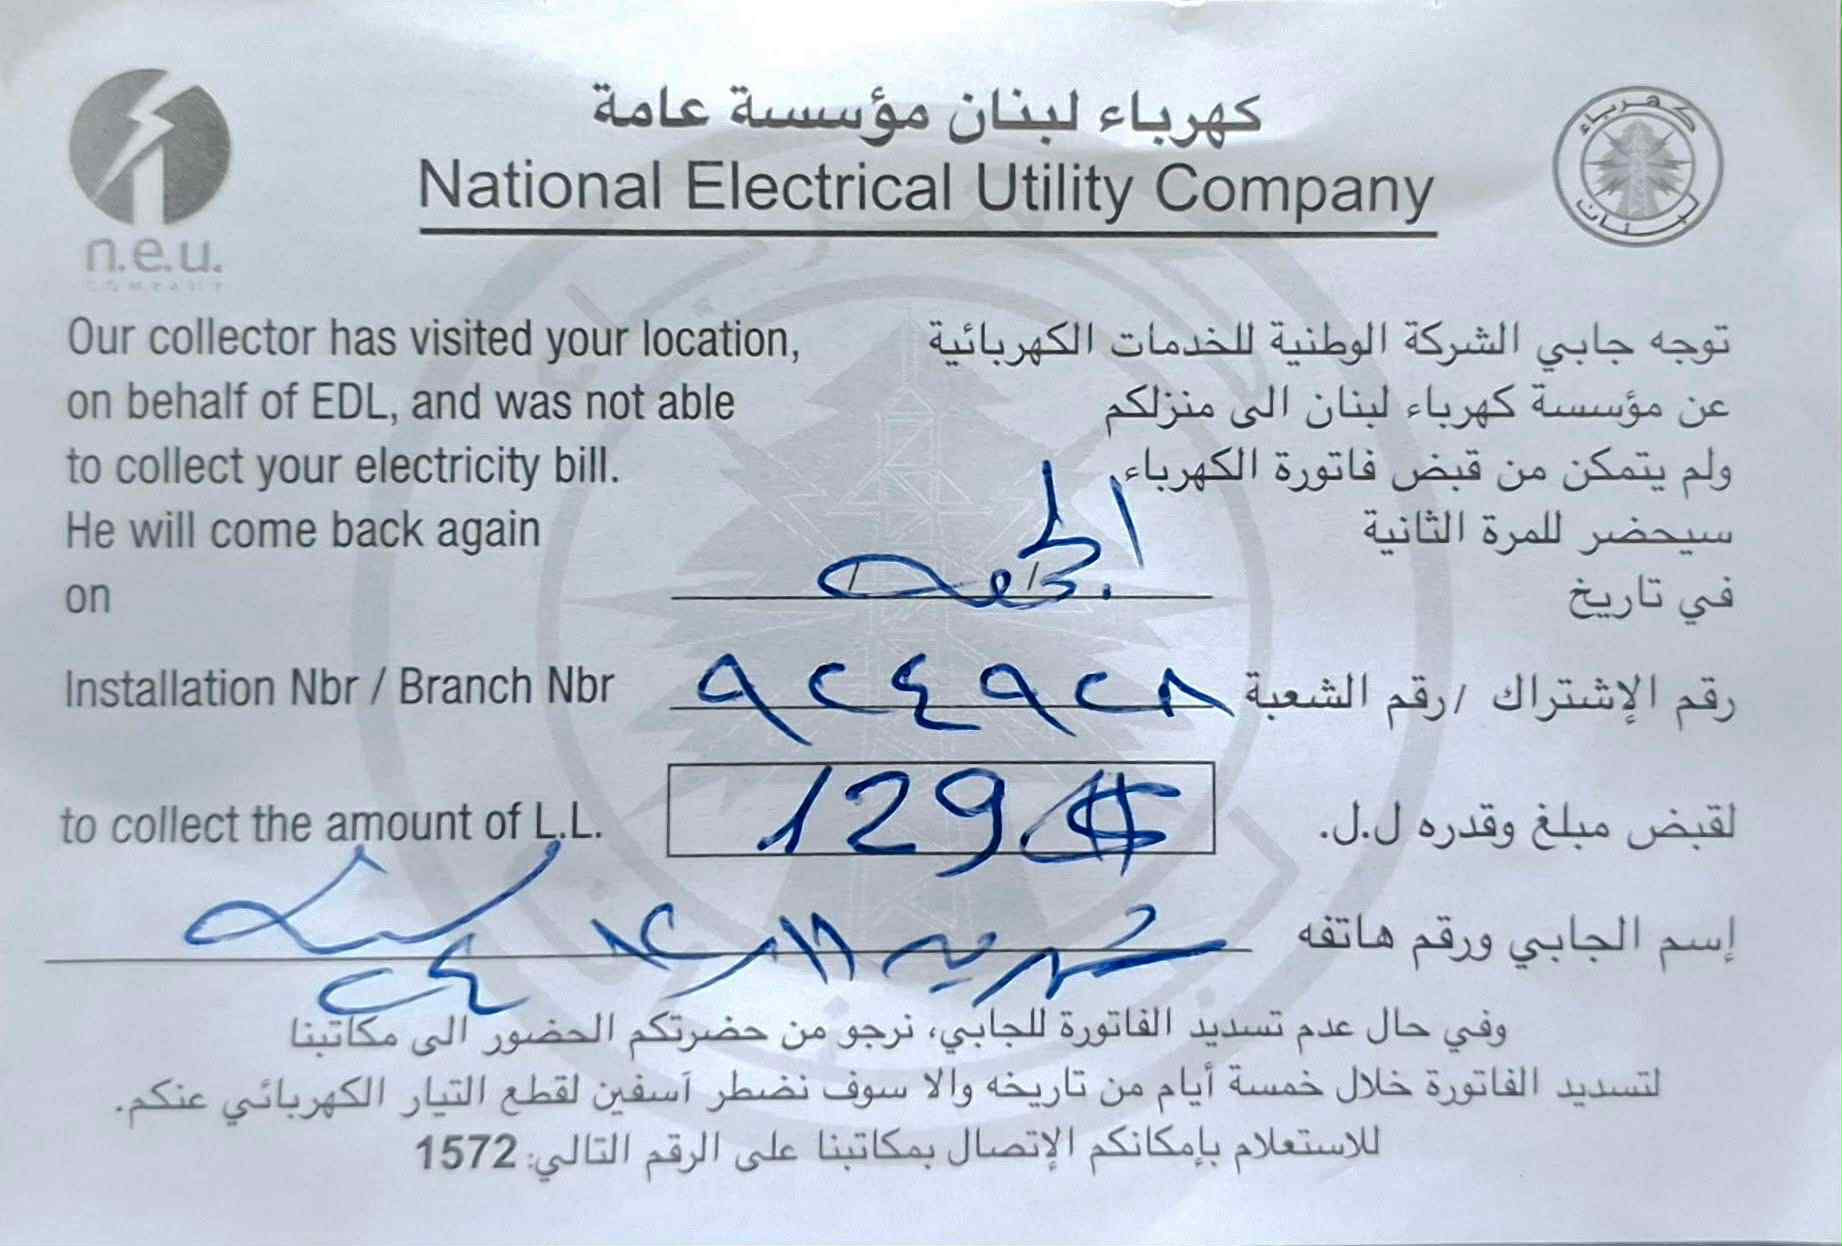 كهرباء لبنان مؤسسة عامة
National Electrical Utility Company
n.e.u.
COMPANY
كهرباء
لبنان
Our collector has visited your location,
on behalf of EDL, and was not able
to collect your electricity bill.
He will come back again
on
توجه جابي الشركة الوطنية للخدمات الكهربائية
عن مؤسسة كهرباء لبنان الى منزلكم
ولم يتمكن من قبض فاتورة الكهرباء.
سيحضر للمرة الثانية
في تاريخ
الجمعة
Installation Nbr / Branch Nbr ٩٢٤٩٢٨ رقم الإشتراك /رقم الشعبة
to collect the amount of L.L. 129 $ لقبض مبلغ وقدره ل.ل.
إسم الجابي ورقم هاتفه
وفي حال عدم تسديد الفاتورة للجابي، نرجو من حضرتكم الحضور الى مكاتبنا
لتسديد الفاتورة خلال خمسة أيام من تاريخه والا سوف نضطر آسفين لقطع التيار الكهربائي عنكم.
للاستعلام بإمكانكم الإتصال بمكاتبنا على الرقم التالي: 1572